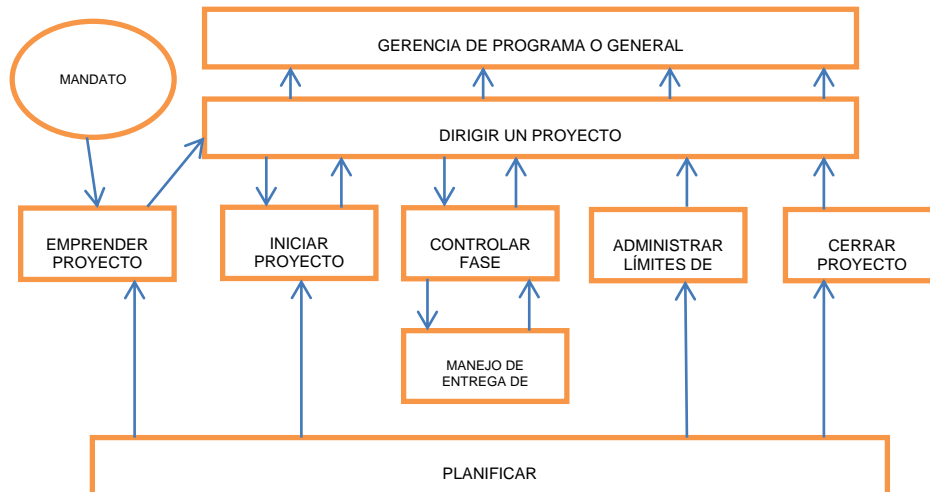 GERENCIA DE PROGRAMA O GENERAL
MANDATO
DIRIGIR UN PROYECTO
EMPRENDER
PROYECTO
INICIAR
PROYECTO
CONTROLAR
FASE
ADMINISTRAR
LÍMITES DE
CERRAR
PROYECTO
MANEJO DE
ENTREGA DE
PLANIFICAR